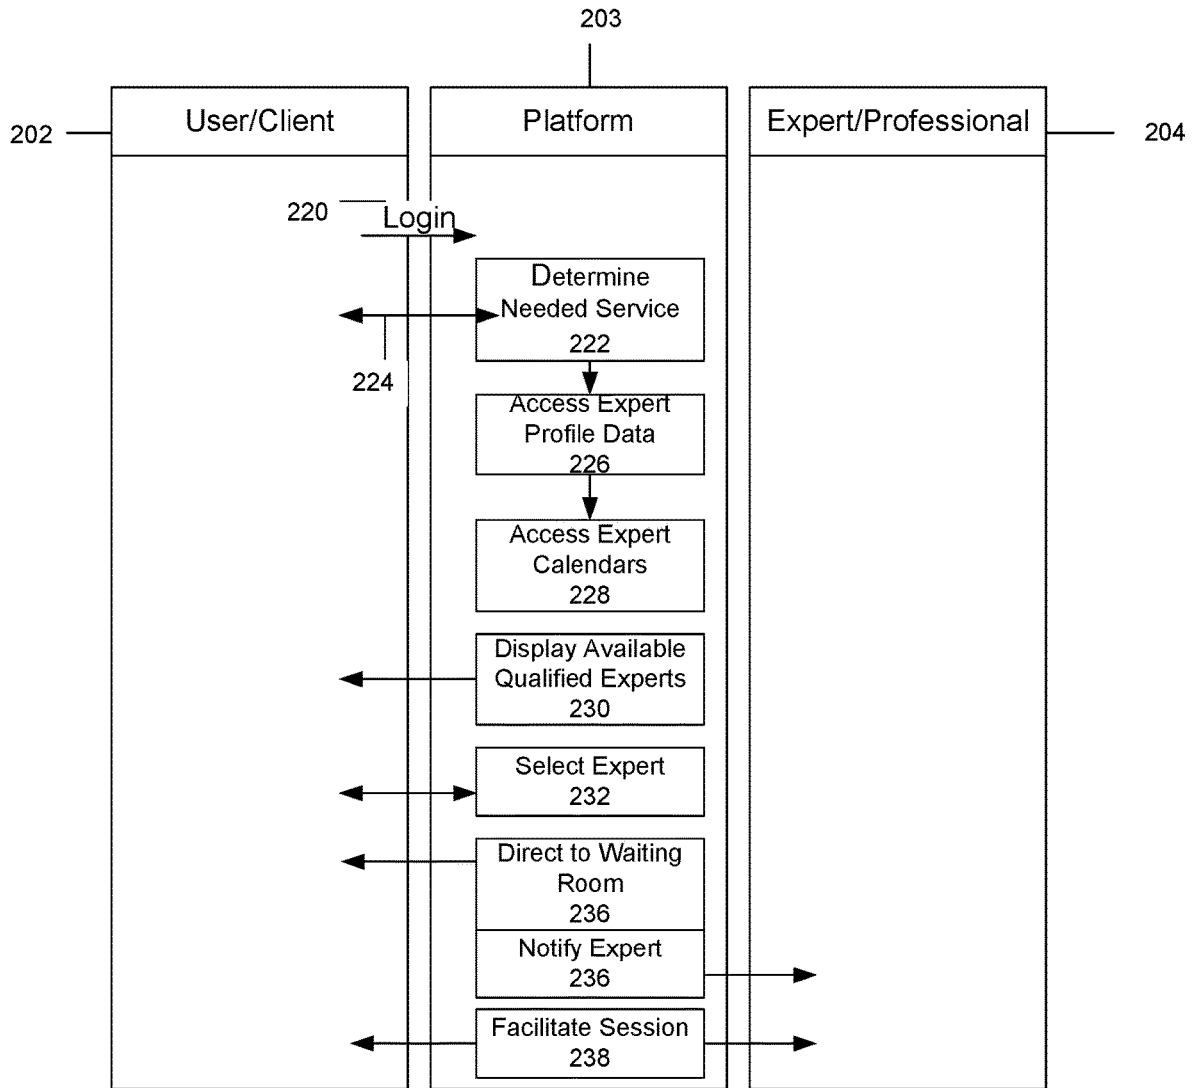 203
User/Client
Platform
Expert/Professional
202
204
220
Login
Determine
Needed Service
222
224
Access Expert
Profile Data
226
Access Expert
Calendars
228
Display Available
Qualified Experts
230
Select Expert
232
Direct to Waiting
Room
236
Notify Expert
236
Facilitate Session
238